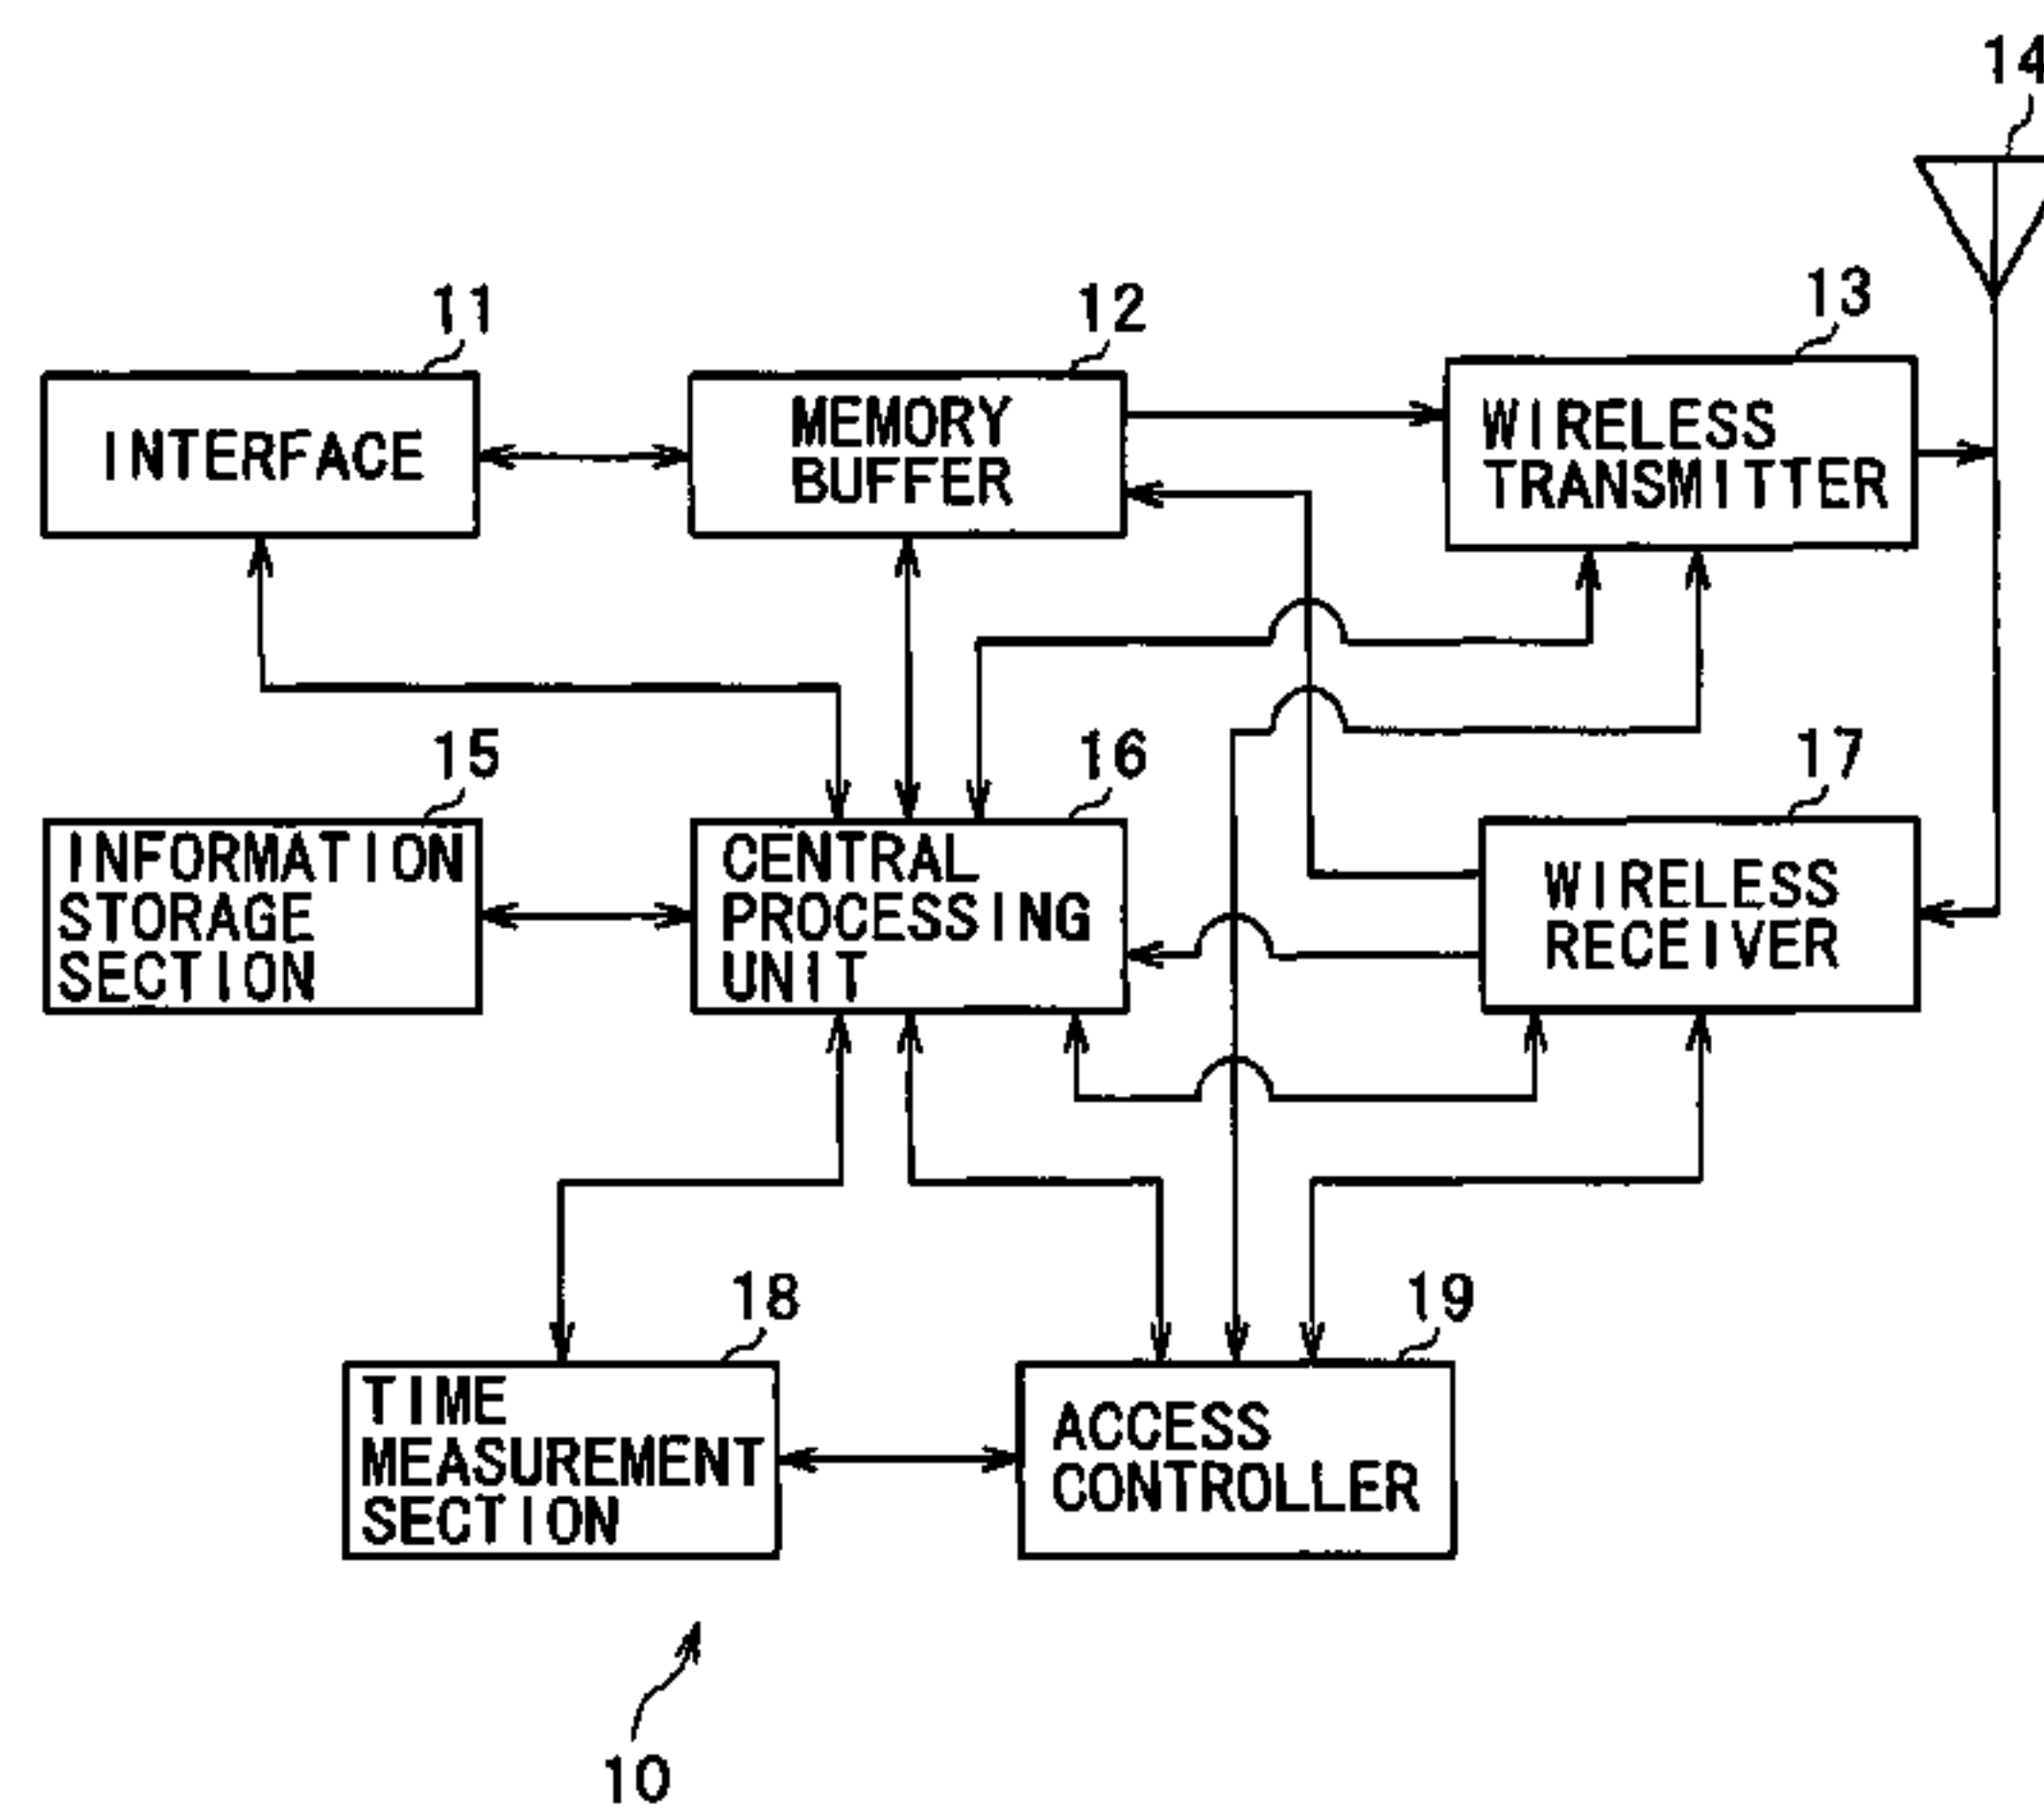 14
11
12
13
INTERFACE
MEMORY
BUFFER
WIRELESS
TRANSMITTER
15
16
17
INFORMATION
STORAGE
SECTION
CENTRAL
PROCESSING
UNIT
WIRELESS
RECEIVER
18
19
TIME
MEASUREMENT
SECTION
ACCESS
CONTROLLER
10